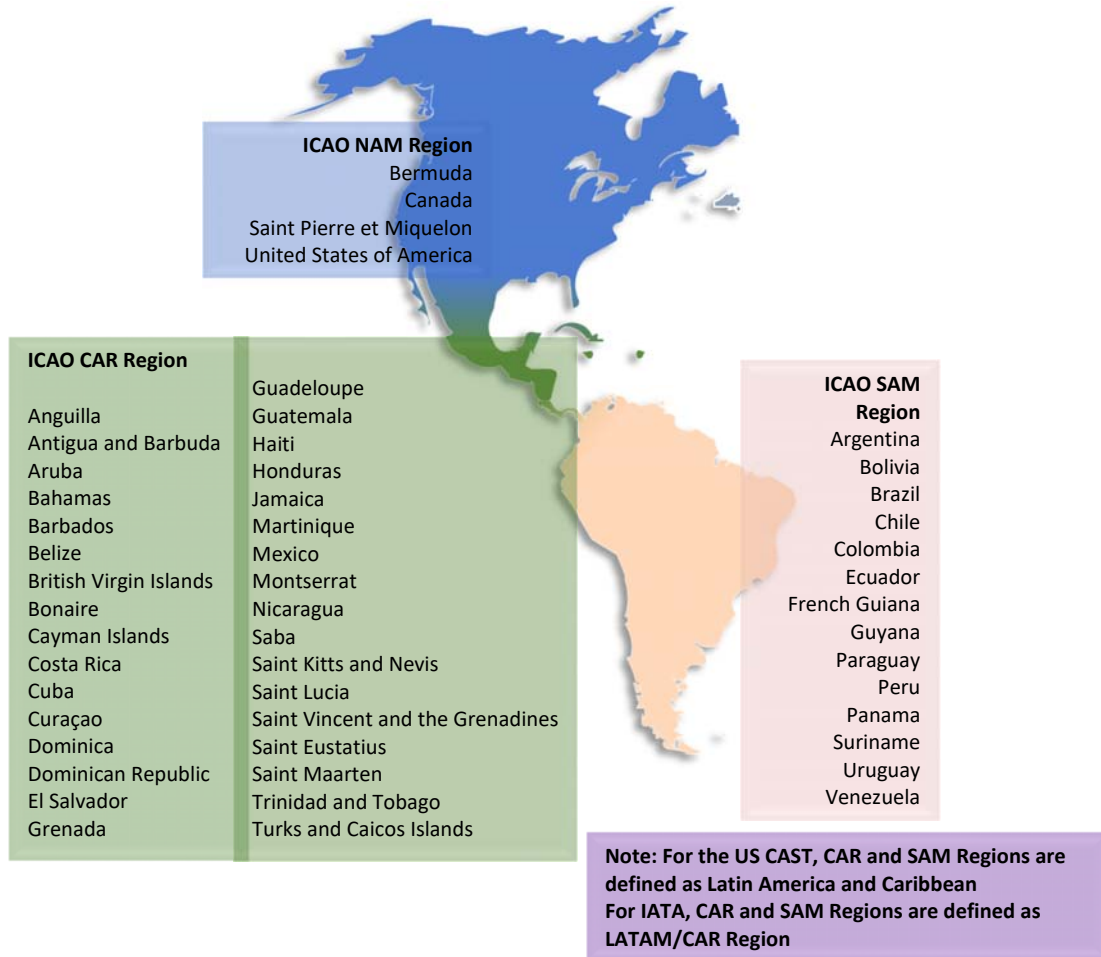 ICAO NAM Region
Bermuda
Canada
Saint Pierre et Miquelon
United States of America
ICAO CAR Region
Anguilla
Antigua and Barbuda
Aruba
Bahamas
Barbados
Belize
British Virgin Islands
Bonaire
Cayman Islands
Costa Rica
Cuba
Curaçao
Dominica
Dominican Republic
El Salvador
Grenada
Guadeloupe
Guatemala
Haiti
Honduras
Jamaica
Martinique
Mexico
Montserrat
Nicaragua
Saba
Saint Kitts and Nevis
Saint Lucia
Saint Vincent and the Grenadines
Saint Eustatius
Saint Maarten
Trinidad and Tobago
Turks and Caicos Islands
ICAO SAM
Region
Argentina
Bolivia
Brazil
Chile
Colombia
Ecuador
French Guiana
Guyana
Paraguay
Peru
Panama
Suriname
Uruguay
Venezuela
Note: For the US CAST, CAR and SAM Regions are
defined as Latin America and Caribbean
For IATA, CAR and SAM Regions are defined as
LATAM/CAR Region